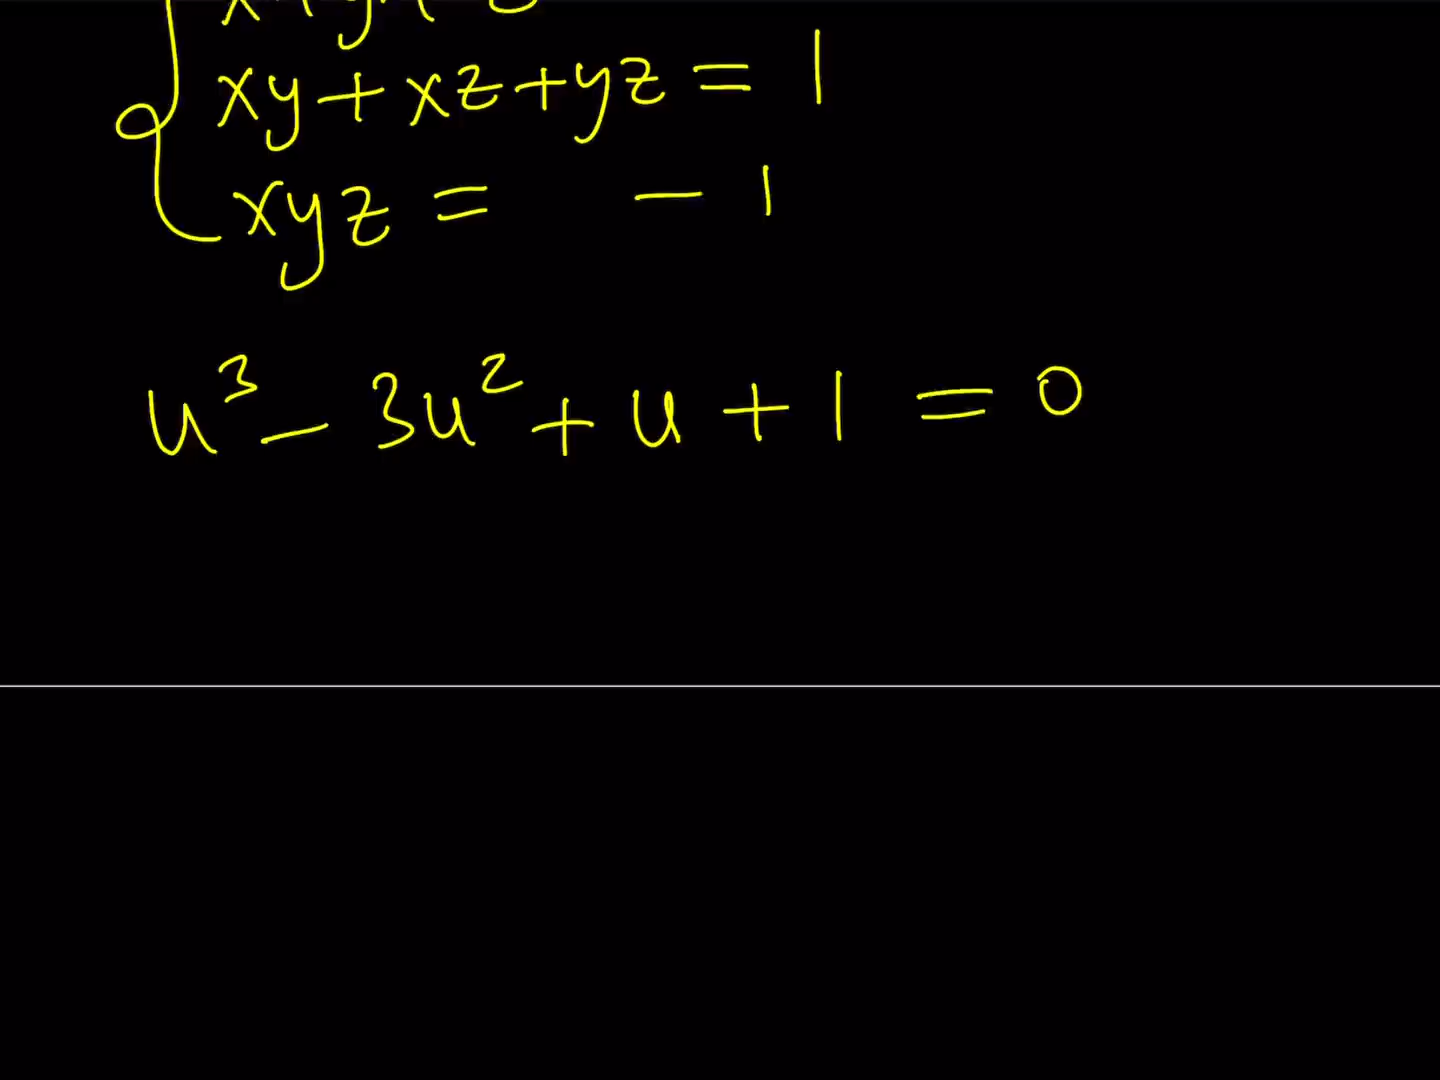 xy + xz + yz = 1
xyz = - 1
u³ - 3u² + u + 1 = 0